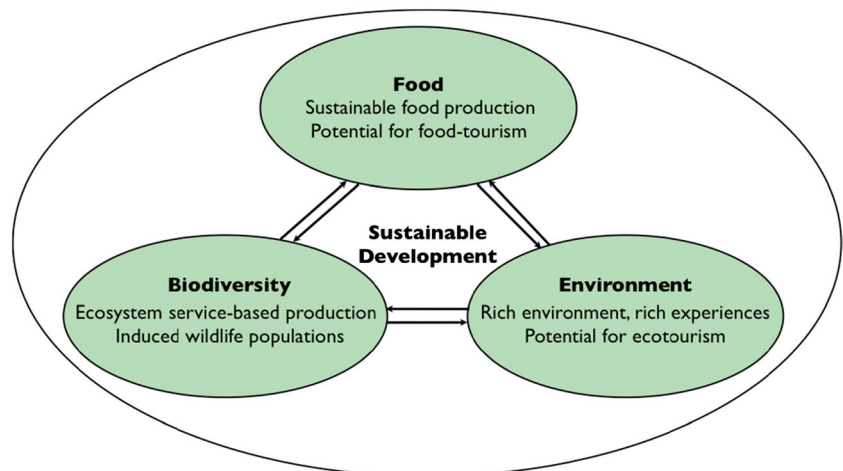 Food
Sustainable food production
Potential for food-tourism
Sustainable
Development
Biodiversity
Ecosystem service-based production
Induced wildlife populations
Environment
Rich environment, rich experiences
Potential for ecotourism